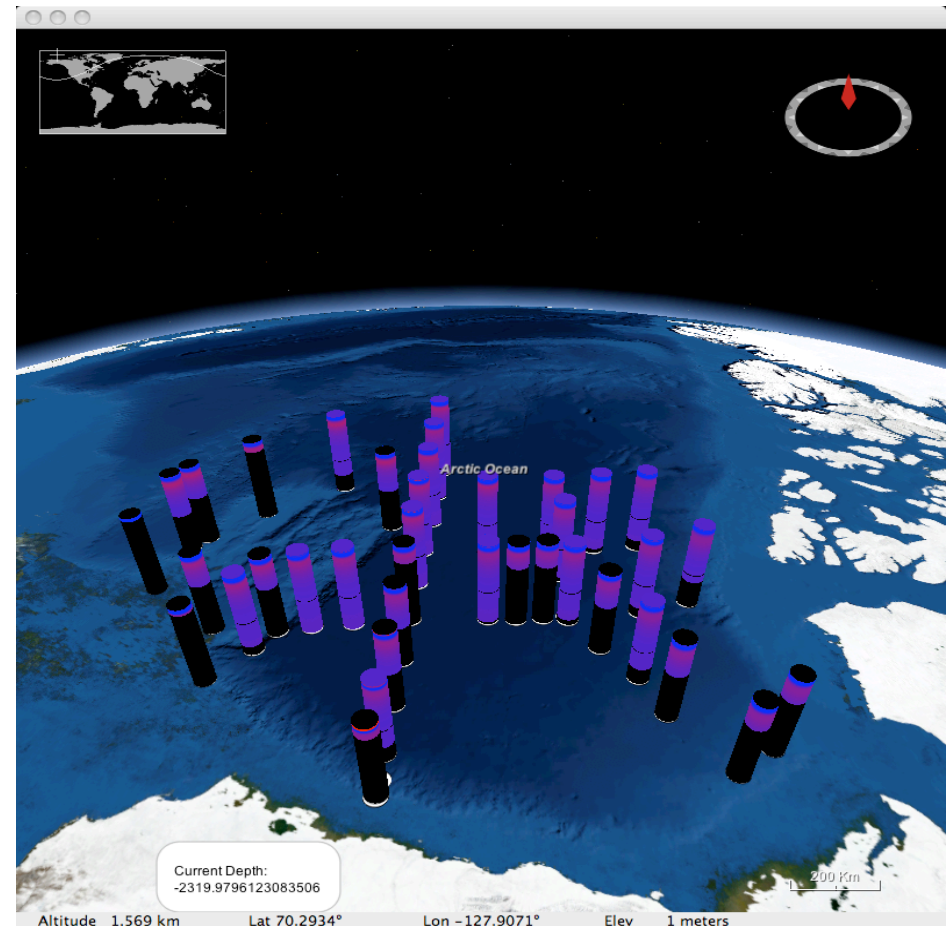 Arctic Ocean
Current Depth:
-2319.9796123083506
200 Km
Altitude 1,569 km Lat 70.2934° Lon -127.9071° Elev 1 meters